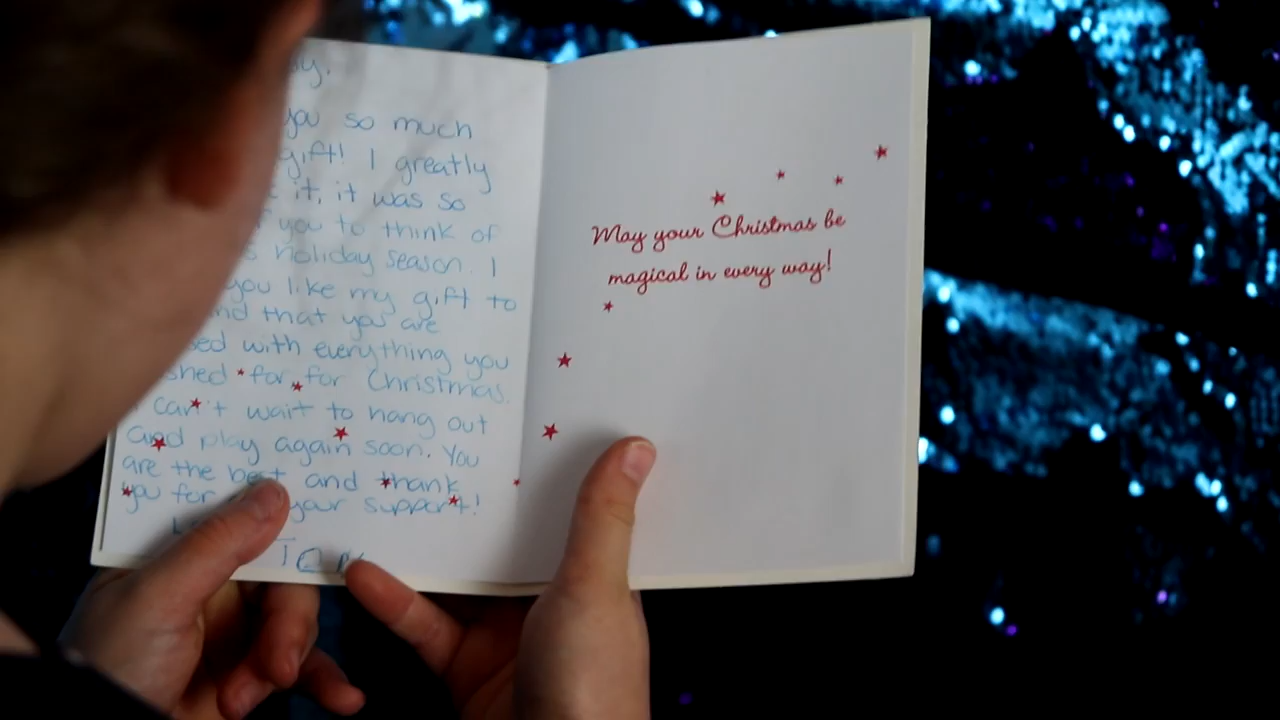 you so much
gift! I greatly
it, it was so
you to think of
holiday season. I
you like my gift to
that you are
with everything you
for for Christmas.
can't wait to hang out
and play again soon. You
are the best and thank
you for your support!
May your Christmas be
magical in every way!